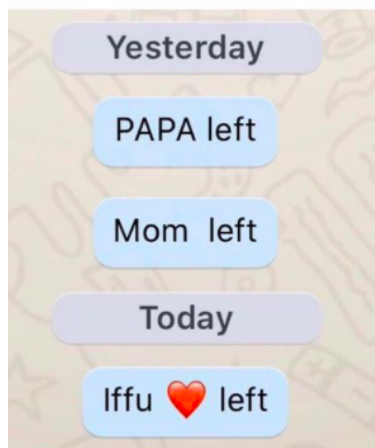 Yesterday
PAPA left
Mom left
Today
Iffu ❤️ left